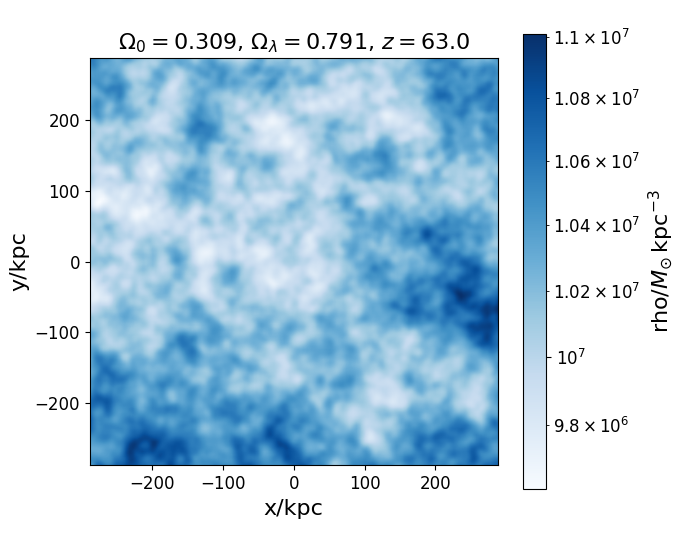 Ω₀ = 0.309, Ω_λ = 0.791, z = 63.0
1.1 × 10⁷
1.08 × 10⁷
1.06 × 10⁷
1.04 × 10⁷
1.02 × 10⁷
10⁷
9.8 × 10⁶
rho/M_⊙ kpc⁻³
200
100
0
−100
−200
y/kpc
−200 −100 0 100 200
x/kpc